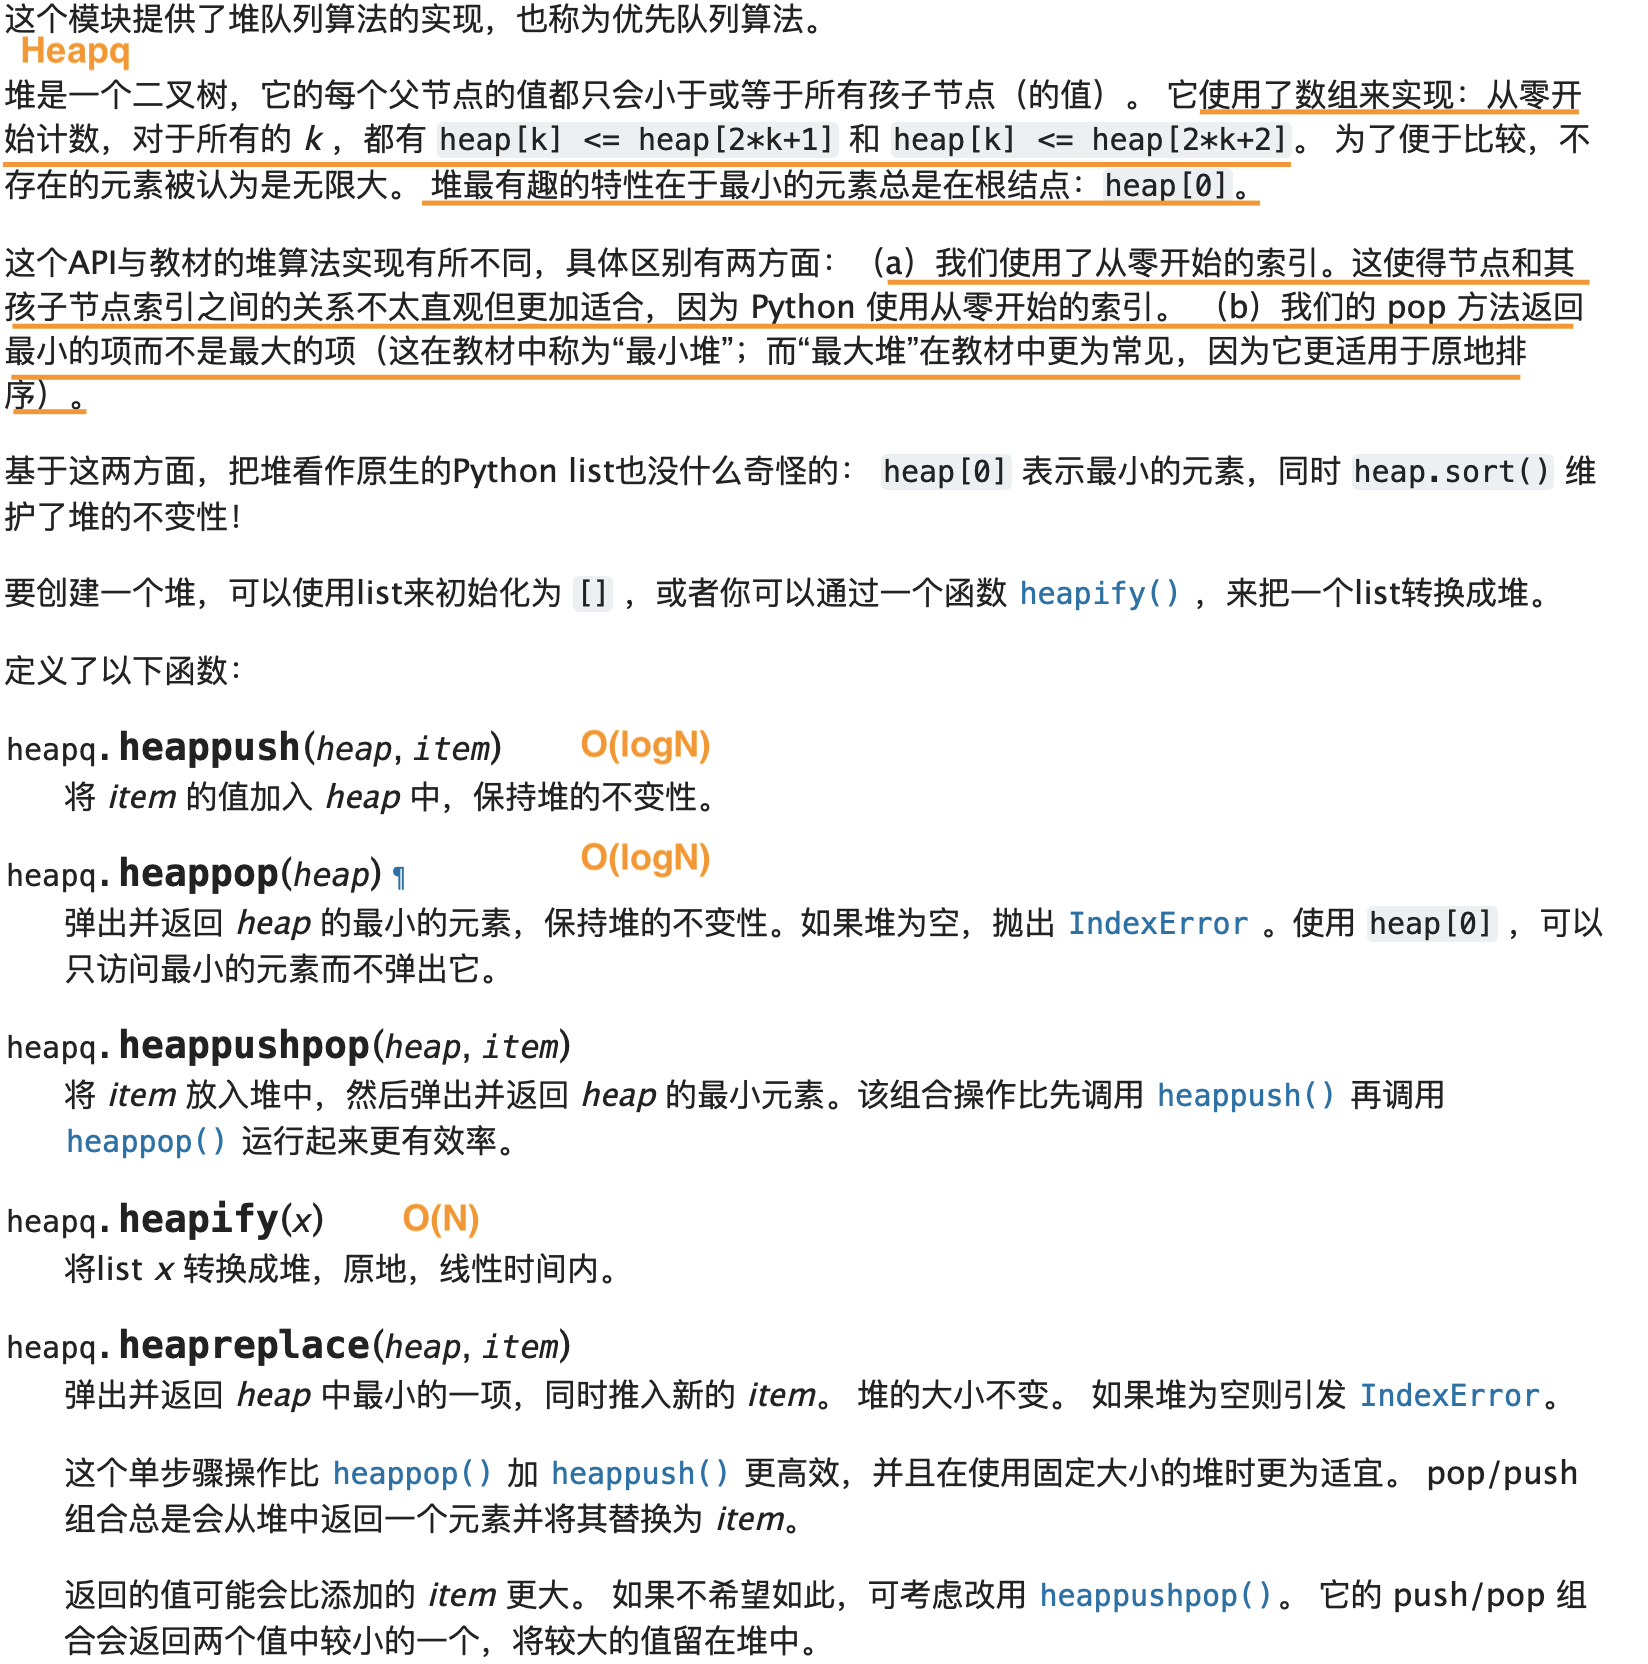 这个模块提供了堆队列算法的实现，也称为优先队列算法。
Heapq
堆是一个二叉树，它的每个父节点的值都只会小于或等于所有孩子节点（的值）。 它使用了数组来实现：从零开
始计数，对于所有的 k ，都有 heap[k] <= heap[2*k+1] 和 heap[k] <= heap[2*k+2]。 为了便于比较，不
存在的元素被认为是无限大。 堆最有趣的特性在于最小的元素总是在根结点：heap[0]。
这个API与教材的堆算法实现有所不同，具体区别有两方面：（a）我们使用了从零开始的索引。这使得节点和其
孩子节点索引之间的关系不太直观但更加适合，因为 Python 使用从零开始的索引。 （b）我们的 pop 方法返回
最小的项而不是最大的项（这在教材中称为“最小堆”；而“最大堆”在教材中更为常见，因为它更适用于原地排
序）。
基于这两方面，把堆看作原生的Python list也没什么奇怪的： heap[0] 表示最小的元素，同时 heap.sort() 维
护了堆的不变性！
要创建一个堆，可以使用list来初始化为 [] ，或者你可以通过一个函数 heapify() ，来把一个list转换成堆。
定义了以下函数：
heapq.heappush(heap, item) O(logN)
将 item 的值加入 heap 中，保持堆的不变性。
heapq.heappop(heap) ¶ O(logN)
弹出并返回 heap 的最小的元素，保持堆的不变性。如果堆为空，抛出 IndexError 。使用 heap[0] ，可以
只访问最小的元素而不弹出它。
heapq.heappushpop(heap, item)
将 item 放入堆中，然后弹出并返回 heap 的最小元素。该组合操作比先调用 heappush() 再调用
heappop() 运行起来更有效率。
heapq.heapify(x) O(N)
将list x 转换成堆，原地，线性时间内。
heapq.heapreplace(heap, item)
弹出并返回 heap 中最小的一项，同时推入新的 item。 堆的大小不变。 如果堆为空则引发 IndexError。
这个单步骤操作比 heappop() 加 heappush() 更高效，并且在使用固定大小的堆时更为适宜。 pop/push
组合总是会从堆中返回一个元素并将其替换为 item。
返回的值可能会比添加的 item 更大。 如果不希望如此，可考虑改用 heappushpop()。 它的 push/pop 组
合会返回两个值中较小的一个，将较大的值留在堆中。